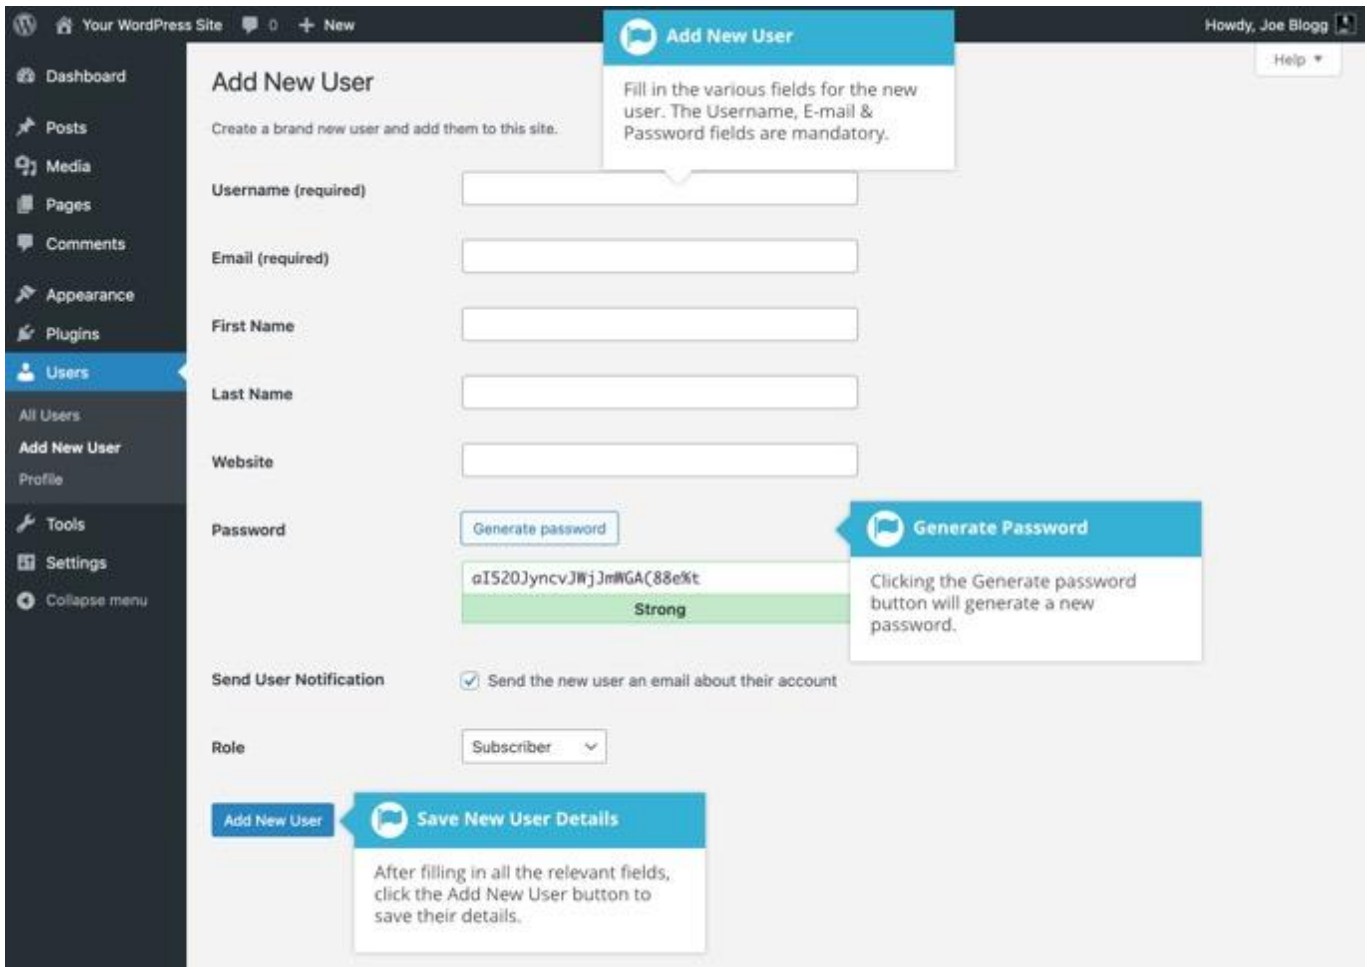 Your WordPress Site 0 + New
Howdy, Joe Blogg
Help
Dashboard
Posts
Media
Pages
Comments
Appearance
Plugins
Users
All Users
Add New User
Profile
Tools
Settings
Collapse menu
Add New User
Create a brand new user and add them to this site.
Add New User
Fill in the various fields for the new
user. The Username, E-mail &
Password fields are mandatory.
Username (required)
Email (required)
First Name
Last Name
Website
Password
Generate password
aI52OJyncvJWjJmWGA(88e%t
Strong
Generate Password
Clicking the Generate password
button will generate a new
password.
Send User Notification
Send the new user an email about their account
Role
Subscriber
Add New User
Save New User Details
After filling in all the relevant fields,
click the Add New User button to
save their details.